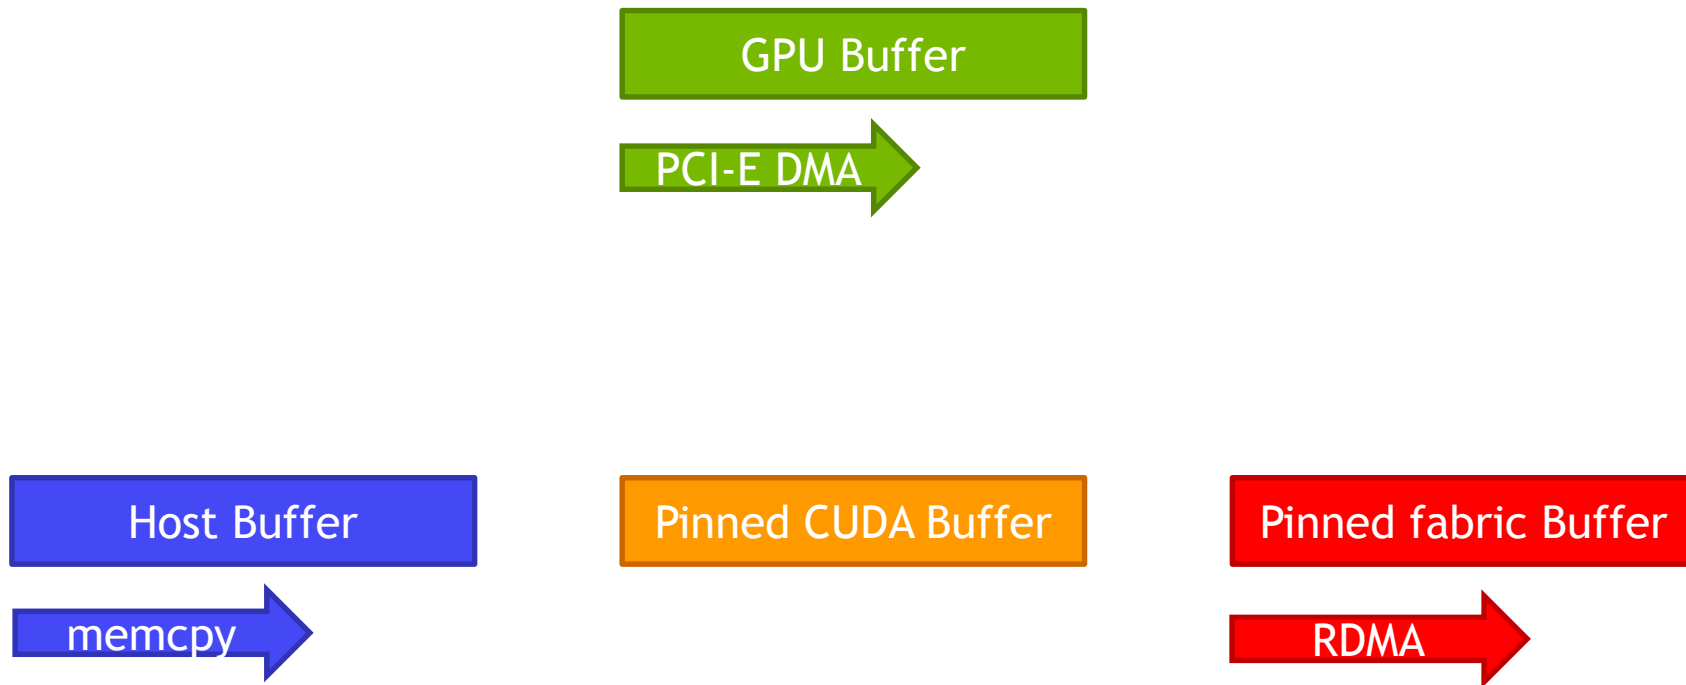 GPU Buffer
PCI-E DMA
Host Buffer
Pinned CUDA Buffer
Pinned fabric Buffer
memcpy
RDMA